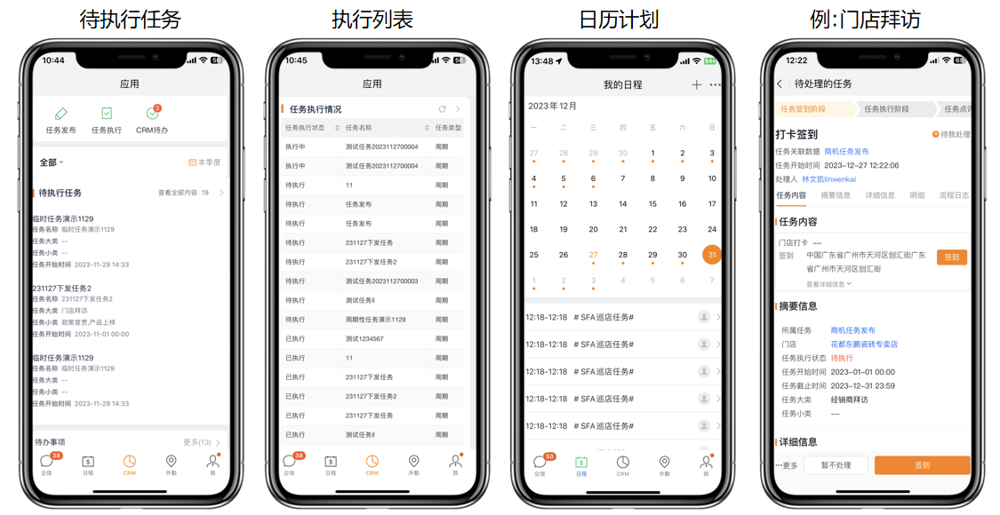 待执行任务
10:44
应用
3
任务发布 任务执行 CRM待办
全部 本季度
待执行任务 查看全部内容 19
临时任务演示1129
任务名称 临时任务演示1129
任务大类 --
任务小类 --
任务开始时间 2023-11-29 14:33
231127下发任务2
任务名称 231127下发任务2
任务大类 门店拜访
任务小类 政策宣贯,产品上样
任务开始时间 2023-11-01 00:00
临时任务演示1129
任务名称 临时任务演示1129
任务大类 --
任务小类 --
任务开始时间 2023-11-29 14:33
待办事项 更多(13)
38
5
企信 日程 CRM 外勤 我
执行列表
10:45
应用
任务执行情况
任务执行状态 任务名称 任务类型
执行中 测试任务2023112700004 周期
执行中 测试任务2023112700004 周期
待执行 11 周期
待执行 任务发布 周期
待执行 任务发布 周期
待执行 231127下发任务 周期
待执行 231127下发任务2 周期
待执行 测试任务2023112700003 周期
待执行 测试任务8 周期
待执行 周期性任务演示1129 周期
已执行 测试1234567 周期
已执行 11 周期
已执行 231127下发任务 周期
已执行 231127下发任务2 周期
已执行 231127下发任务 周期
已执行 测试任务8 周期
38
5
企信 日程 CRM 外勤 我
日历计划
13:48
我的日程
2023年12月
一 二 三 四 五 六 日
27 28 29 30 1 2 3
4 5 6 7 8 9 10
11 12 13 14 15 16 17
18 19 20 21 22 23 24
25 26 27 28 29 30 31
1 2 3 4 5 6 7
12:18-12:18 #SFA巡店任务#
12:18-12:18 #SFA巡店任务#
12:18-12:18 #SFA巡店任务#
12:18-12:18 #SFA巡店任务#
12:18-12:18 #SFA巡店任务#
50
5
企信 日程 CRM 外勤 我
例:门店拜访
12:22
待处理的任务
任务签到阶段 任务执行阶段 任务点评
打卡签到 待我处理
任务关联数据 商机任务发布
任务开始时间 2023-12-27 12:22:06
处理人 林文凯linwenkai
任务内容 摘要信息 详细信息 明细 流程日志
任务内容
门店打卡 --
签到 中国广东省广州市天河区创汇街广东
省广州市天河区创汇街
签到
查看详细信息
摘要信息
所属任务 商机任务发布
门店 花都东鹏瓷砖专卖店
任务执行状态 待执行
任务开始时间 2023-01-01 00:00
任务截止时间 2023-12-31 23:59
任务大类 经销商拜访
任务小类 --
详细信息
···更多 暂不处理 签到